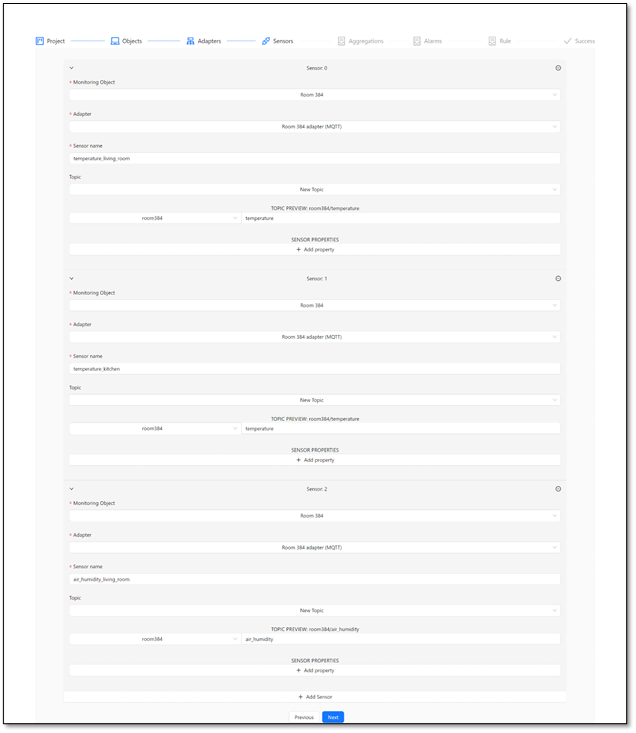 Project Objects Adapters Sensors Aggregations Alarms Rule Success
Sensor: 0
* Monitoring Object
Room 384
* Adapter
Room 384 adapter (MQTT)
* Sensor name
temperature_living_room
Topic
New Topic
TOPIC PREVIEW: room384/temperature
room384 temperature
SENSOR PROPERTIES
+ Add property
Sensor: 1
* Monitoring Object
Room 384
* Adapter
Room 384 adapter (MQTT)
* Sensor name
temperature_kitchen
Topic
New Topic
TOPIC PREVIEW: room384/temperature
room384 temperature
SENSOR PROPERTIES
+ Add property
Sensor: 2
* Monitoring Object
Room 384
* Adapter
Room 384 adapter (MQTT)
* Sensor name
air_humidity_living_room
Topic
New Topic
TOPIC PREVIEW: room384/air_humidity
room384 air_humidity
SENSOR PROPERTIES
+ Add property
+ Add Sensor
Previous Next